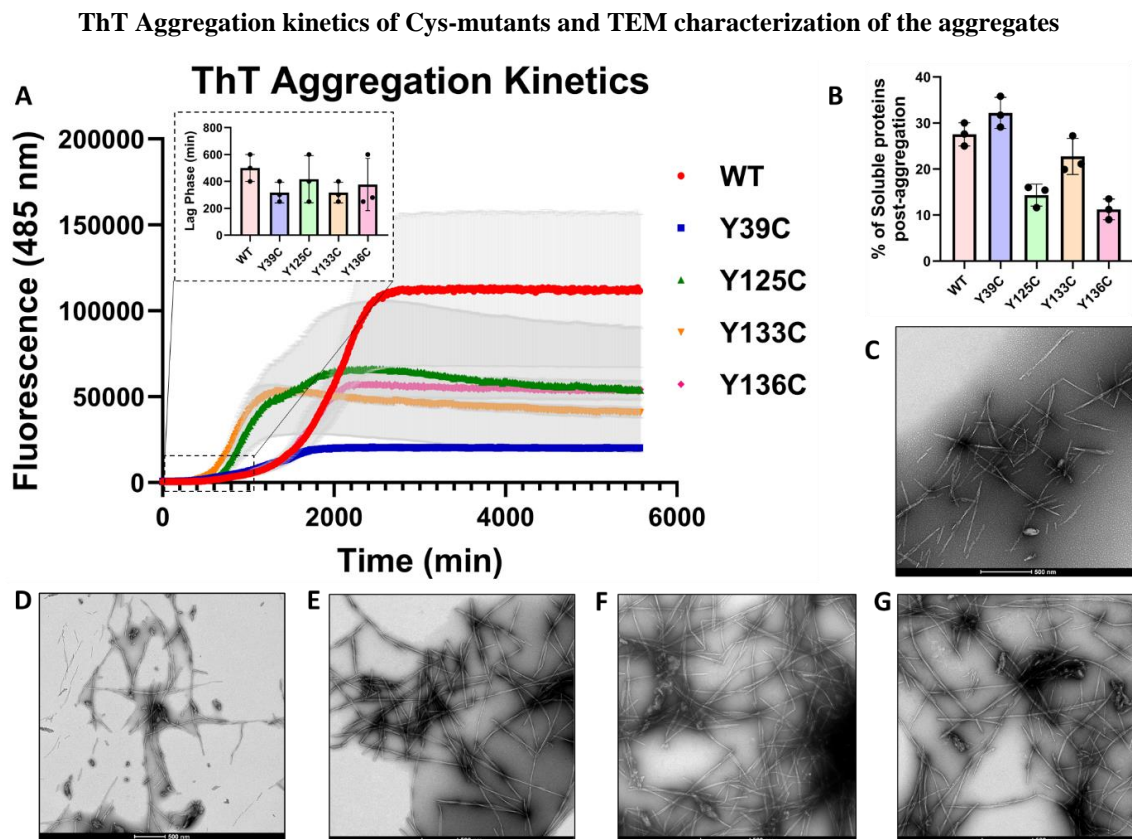 ThT Aggregation kinetics of Cys-mutants and TEM characterization of the aggregates
A
ThT Aggregation Kinetics
Fluorescence (485 nm)
200000
150000
100000
50000
0
0
2000
4000
6000
Time (min)
Lag Phase (min)
800
600
400
200
0
WT
Y39C
Y125C
Y133C
Y136C
WT
Y39C
Y125C
Y133C
Y136C
B
% of Soluble proteins
post-aggregation
40
30
20
10
0
WT
Y39C
Y125C
Y133C
Y136C
C
500 nm
D
500 nm
E
F
G